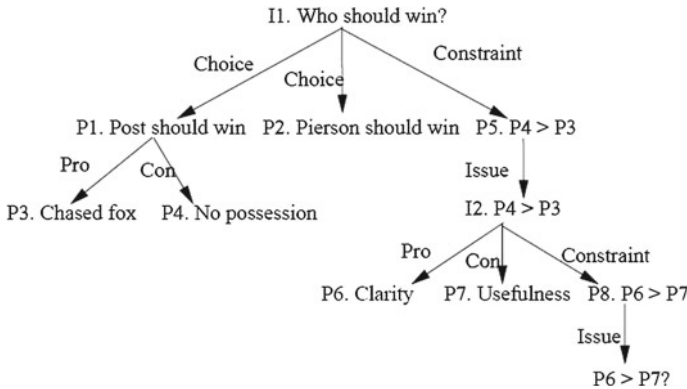 I1. Who should win?
Choice
Choice
Constraint
P1. Post should win
P2. Pierson should win
P5. P4 > P3
Pro
Con
Issue
P3. Chased fox
P4. No possession
I2. P4 > P3
Pro
Con
Constraint
P6. Clarity
P7. Usefulness
P8. P6 > P7
Issue
P6 > P7?